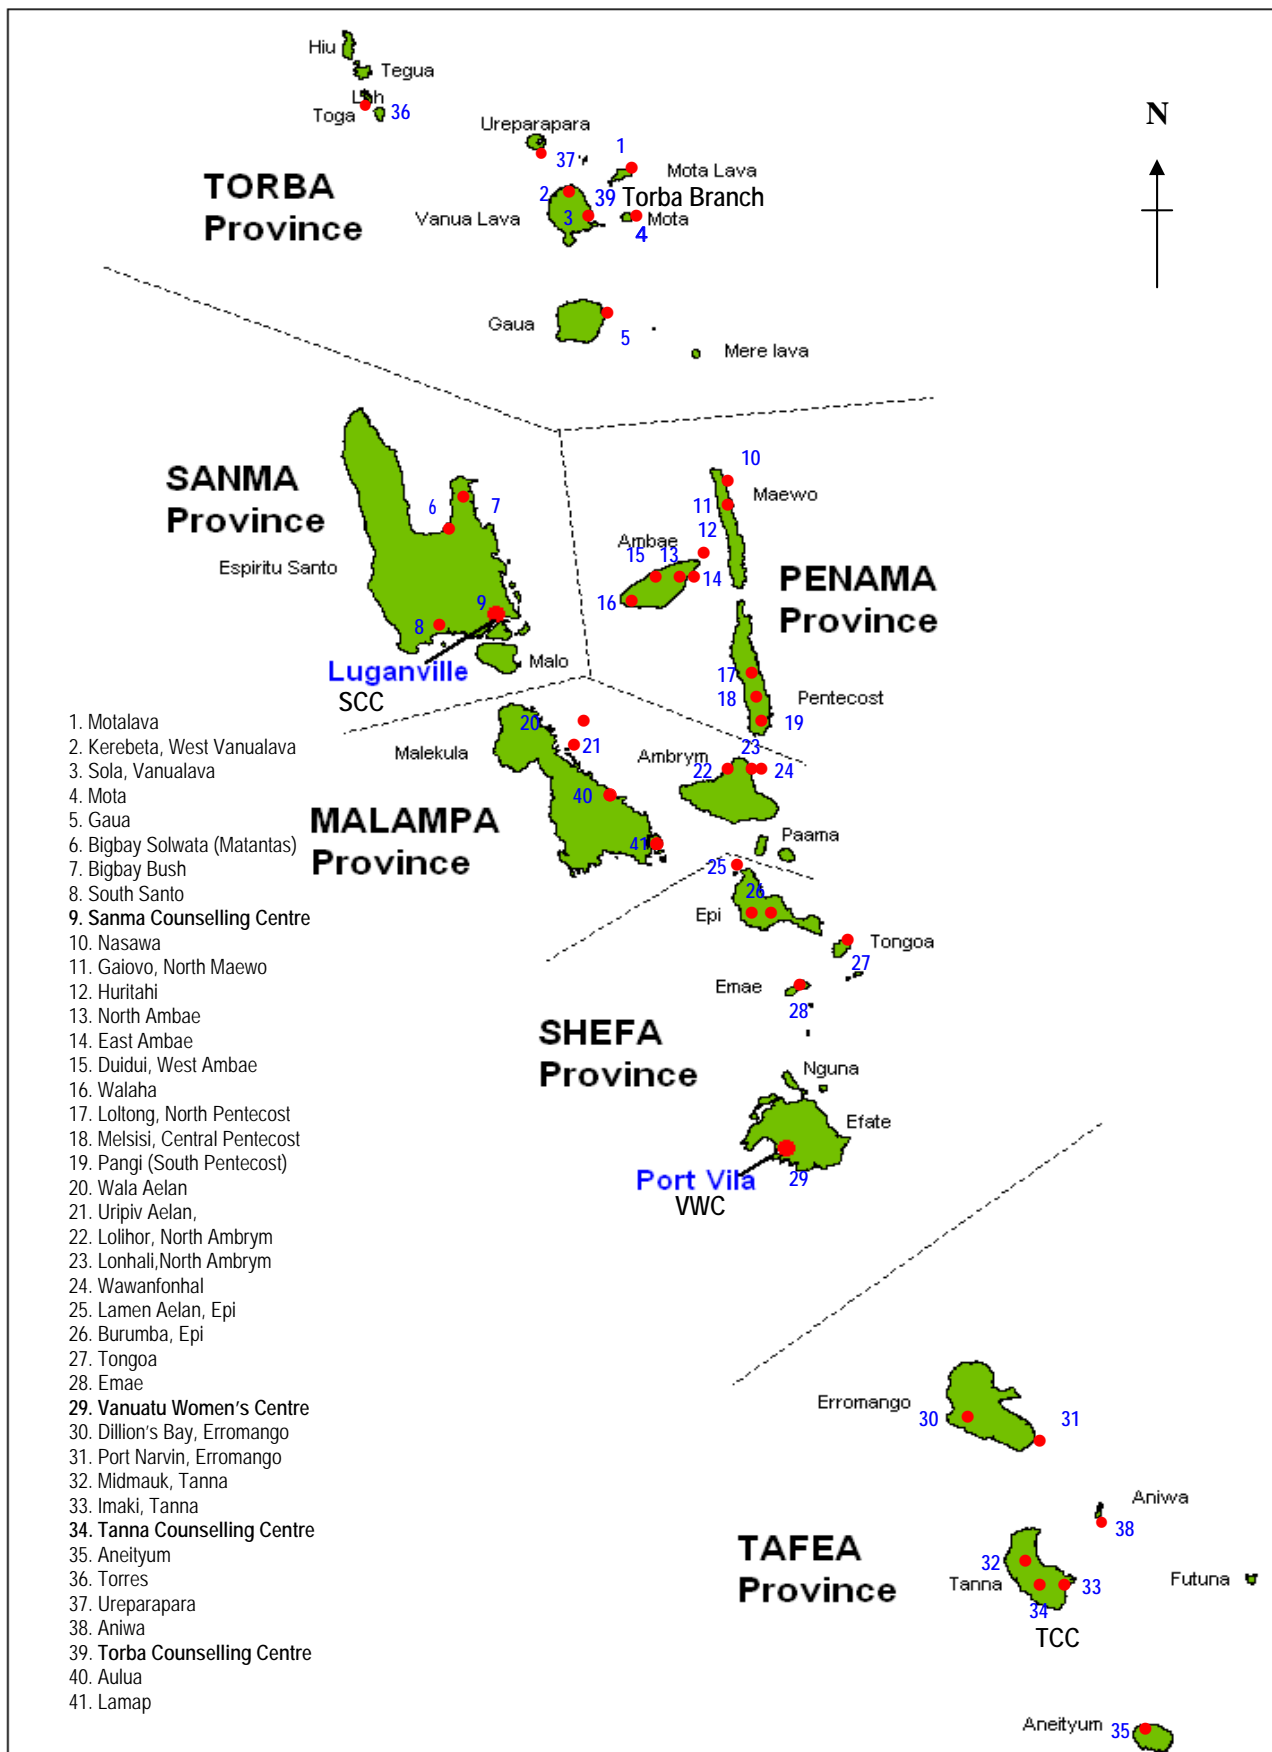 Hiu
Tegua
Loh
Toga
36
Ureparapara
N
37
1
Mota Lava
TORBA
Province
2
39
Torba Branch
Vanua Lava
3
Mota
4
Gaua
5
Mere lava
SANMA
Province
6
7
Espiritu Santo
9
8
Luganville
SCC
Malo
10
Maewo
11
12
Ambae
15
13
14
16
PENAMA
Province
17
18
Pentecost
19
20
21
Malekula
Ambrym
23
22
24
40
MALAMPA
Province
41
Paama
25
26
Epi
Tongoa
27
Emae
28
SHEFA
Province
Nguna
Efate
Port Vila
29
VWC
Erromango
30
31
Aniwa
38
TAFEA
Province
32
Tanna
33
34
TCC
Futuna
Aneityum
35
1. Motalava
2. Kerebeta, West Vanualava
3. Sola, Vanualava
4. Mota
5. Gaua
6. Bigbay Solwata (Matantas)
7. Bigbay Bush
8. South Santo
9. Sanma Counselling Centre
10. Nasawa
11. Gaiovo, North Maewo
12. Huritahi
13. North Ambae
14. East Ambae
15. Duidui, West Ambae
16. Walaha
17. Loltong, North Pentecost
18. Melsisi, Central Pentecost
19. Pangi (South Pentecost)
20. Wala Aelan
21. Uripiv Aelan,
22. Lolihor, North Ambrym
23. Lonhali,North Ambrym
24. Wawanfonhal
25. Lamen Aelan, Epi
26. Burumba, Epi
27. Tongoa
28. Emae
29. Vanuatu Women's Centre
30. Dillion's Bay, Erromango
31. Port Narvin, Erromango
32. Midmauk, Tanna
33. Imaki, Tanna
34. Tanna Counselling Centre
35. Aneityum
36. Torres
37. Ureparapara
38. Aniwa
39. Torba Counselling Centre
40. Aulua
41. Lamap